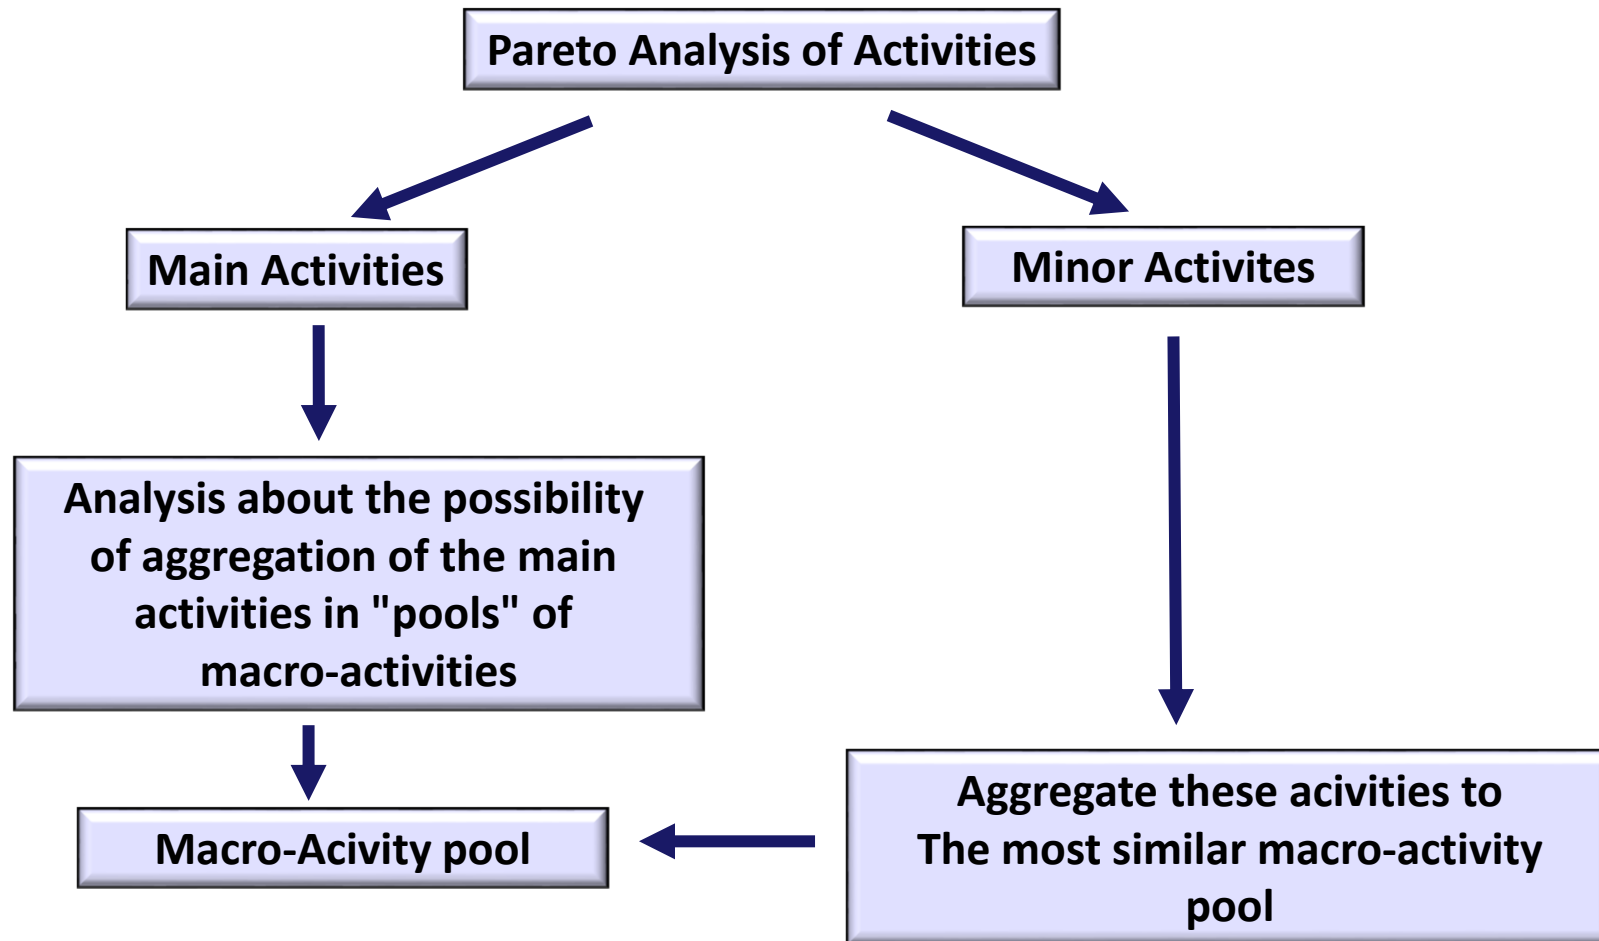 Pareto Analysis of Activities
Main Activities
Minor Activites
Analysis about the possibility
of aggregation of the main
activities in "pools" of
macro-activities
Macro-Acivity pool
Aggregate these acivities to
The most similar macro-activity
pool